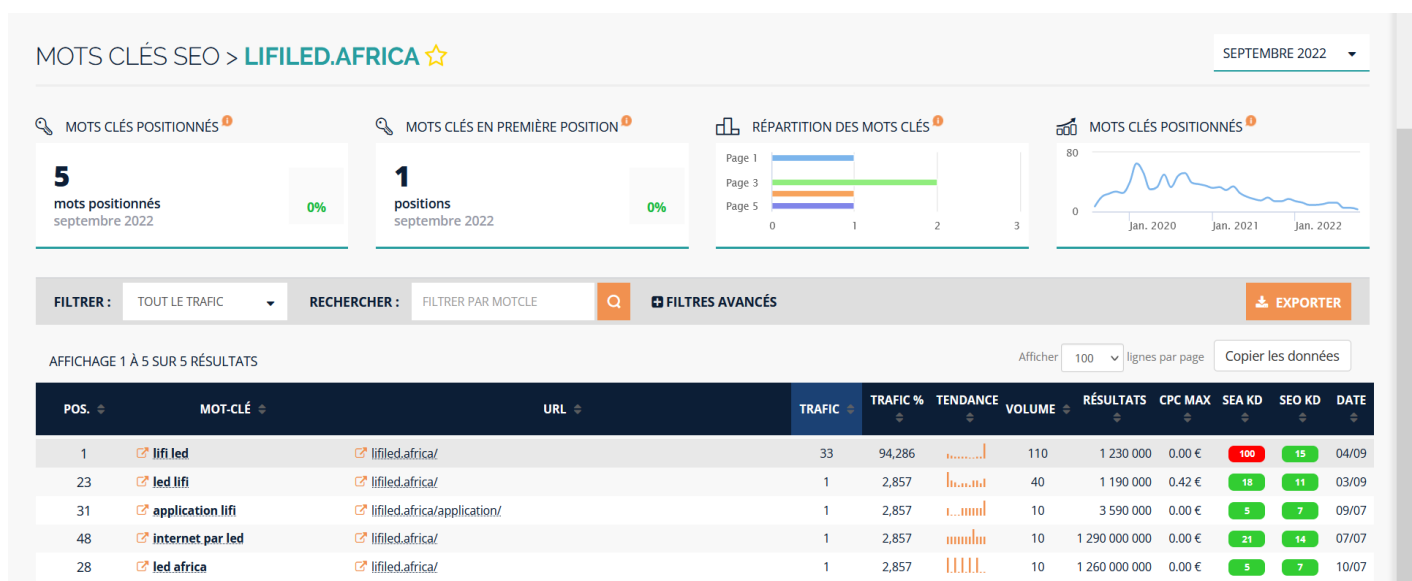 MOTS CLÉS SEO > LIFILED.AFRICA
SEPTEMBRE 2022
MOTS CLÉS POSITIONNÉS
5
mots positionnés
septembre 2022
0%
MOTS CLÉS EN PREMIÈRE POSITION
1
positions
septembre 2022
0%
RÉPARTITION DES MOTS CLÉS
Page 1
Page 3
Page 5
0 1 2 3
MOTS CLÉS POSITIONNÉS
80
0
Jan. 2020 Jan. 2021 Jan. 2022
FILTRER : TOUT LE TRAFIC RECHERCHER : FILTRER PAR MOTCLE FILTRES AVANCÉS EXPORTER
AFFICHAGE 1 À 5 SUR 5 RÉSULTATS Afficher 100 lignes par page Copier les données
POS. MOT-CLÉ URL TRAFIC TRAFIC % TENDANCE VOLUME RÉSULTATS CPC MAX SEA KD SEO KD DATE
1 lifi led lifiled.africa/ 33 94,286 110 1 230 000 0.00 € 100 15 04/09
23 led lifi lifiled.africa/ 1 2,857 40 1 190 000 0.42 € 18 11 03/09
31 application lifi lifiled.africa/application/ 1 2,857 10 3 590 000 0.00 € 5 7 09/07
48 internet par led lifiled.africa/ 1 2,857 10 1 290 000 000 0.00 € 21 14 07/07
28 led africa lifiled.africa/ 1 2,857 10 1 260 000 000 0.00 € 5 7 10/07